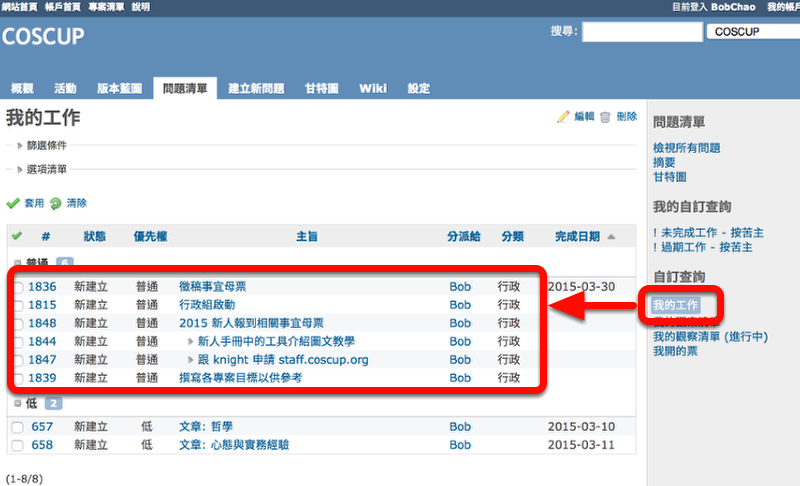 網站首頁 帳戶首頁 專案清單 說明 目前登入 BobChao 我的帳戶
COSCUP 搜尋: COSCUP
概觀 活動 版本藍圖 問題清單 建立新問題 甘特圖 Wiki 設定
我的工作 編輯 刪除
篩選條件
選項清單
套用 清除
# 狀態 優先權 主旨 分派給 分類 完成日期
普通 6
1836 新建立 普通 徵稿事宜母票 Bob 行政 2015-03-30
1815 新建立 普通 行政組啟動 Bob 行政
1848 新建立 普通 2015 新人報到相關事宜母票 Bob 行政
1844 新建立 普通 新人手冊中的工具介紹圖文教學 Bob 行政
1847 新建立 普通 跟 knight 申請 staff.coscup.org Bob 行政
1839 新建立 普通 撰寫各專案目標以供參考 Bob 行政
低 2
657 新建立 低 文章: 哲學 Bob 2015-03-10
658 新建立 低 文章: 心態與實務經驗 Bob 2015-03-11
(1-8/8)
問題清單
檢視所有問題
摘要
甘特圖
我的自訂查詢
! 未完成工作 - 按苦主
! 過期工作 - 按苦主
自訂查詢
我的工作
我的觀察清單 (進行中)
我開的票